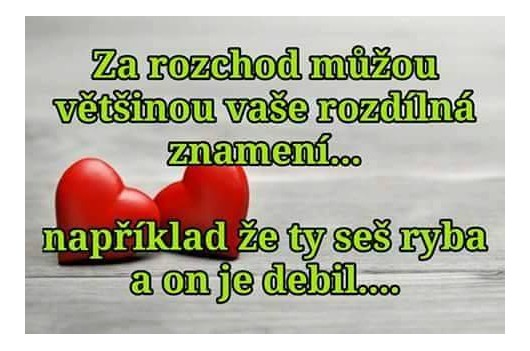 Za rozchod můžou
většinou vaše rozdílná
znamení...
například že ty seš ryba
a on je debil....